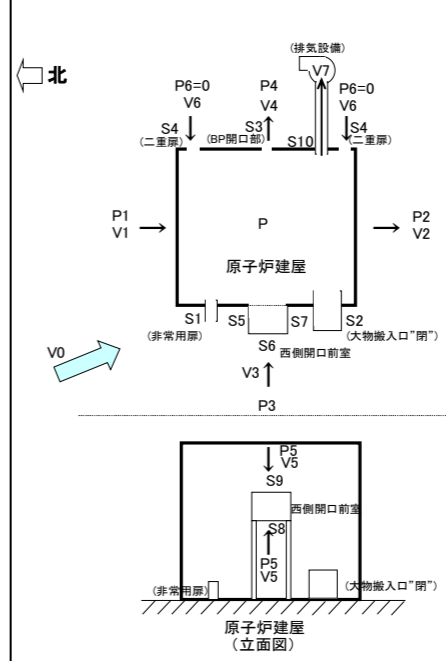 北
(排気設備)
V7
P6=0
V6
P4
V4
P6=0
V6
S4
(二重扉)
S3
(BP開口部)
S10
S4
(二重扉)
P1
V1
P
P2
V2
原子炉建屋
S1
(非常用扉)
S5
S7
S2
(大物搬入口"閉")
S6
西側開口前室
V0
V3
P3
P5
V5
S9
西側開口前室
S8
P5
V5
(非常用扉)
(大物搬入口"閉")
原子炉建屋
(立面図)